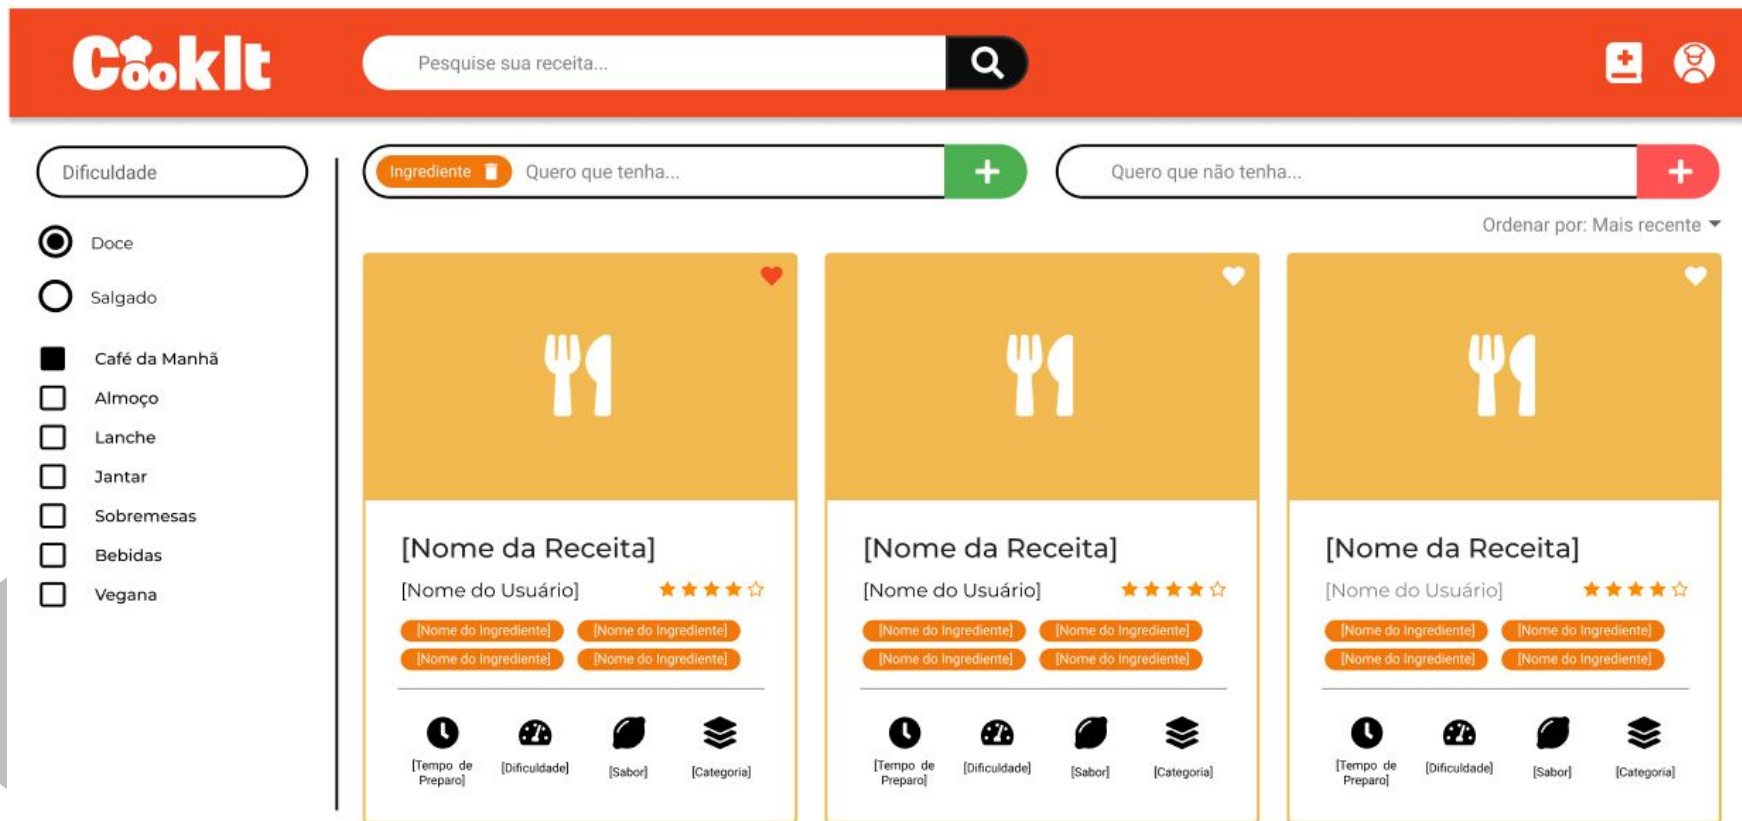 CookIt
Pesquise sua receita...
Dificuldade
Doce
Salgado
Café da Manhã
Almoço
Lanche
Jantar
Sobremesas
Bebidas
Vegana
Ingrediente Quero que tenha...
Quero que não tenha...
Ordenar por: Mais recente
[Nome da Receita]
[Nome do Usuário]
[Nome do Ingrediente] [Nome do Ingrediente]
[Nome do Ingrediente] [Nome do Ingrediente]
[Tempo de
Preparo]
[Dificuldade]
[Sabor]
[Categoria]
[Nome da Receita]
[Nome do Usuário]
[Nome do Ingrediente] [Nome do Ingrediente]
[Nome do Ingrediente] [Nome do Ingrediente]
[Tempo de
Preparo]
[Dificuldade]
[Sabor]
[Categoria]
[Nome da Receita]
[Nome do Usuário]
[Nome do Ingrediente] [Nome do Ingrediente]
[Nome do Ingrediente] [Nome do Ingrediente]
[Tempo de
Preparo]
[Dificuldade]
[Sabor]
[Categoria]